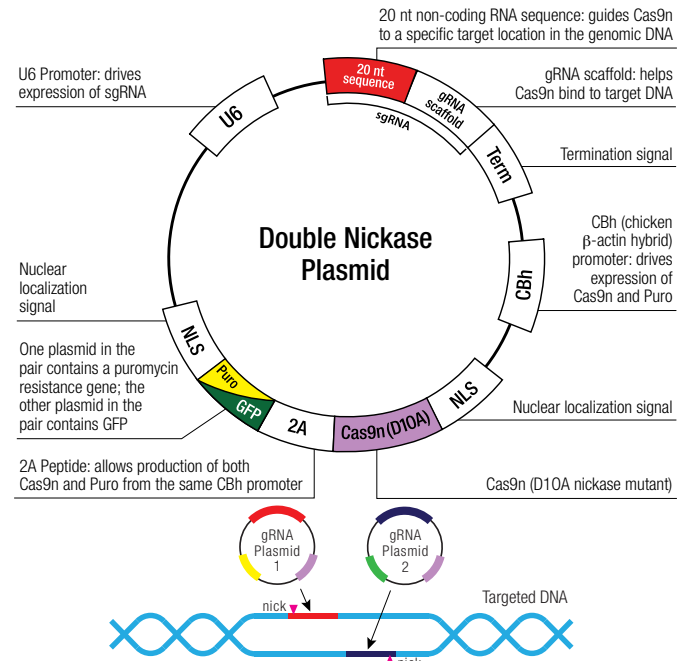 20 nt non-coding RNA sequence: guides Cas9n
to a specific target location in the genomic DNA
U6 Promoter: drives
expression of sgRNA
gRNA scaffold: helps
Cas9n bind to target DNA
20 nt
sequence
gRNA
scaffold
sgRNA
U6
Term
Termination signal
Double Nickase
Plasmid
CBh (chicken
β-actin hybrid)
promoter: drives
expression of
Cas9n and Puro
CBh
Nuclear
localization
signal
NLS
One plasmid in the
pair contains a puromycin
resistance gene; the
other plasmid in the
pair contains GFP
Puro
GFP
2A
Cas9n (D10A)
NLS
Nuclear localization signal
2A Peptide: allows production of both
Cas9n and Puro from the same CBh promoter
Cas9n (D10A nickase mutant)
gRNA
Plasmid
1
gRNA
Plasmid
2
Targeted DNA
nick
nick